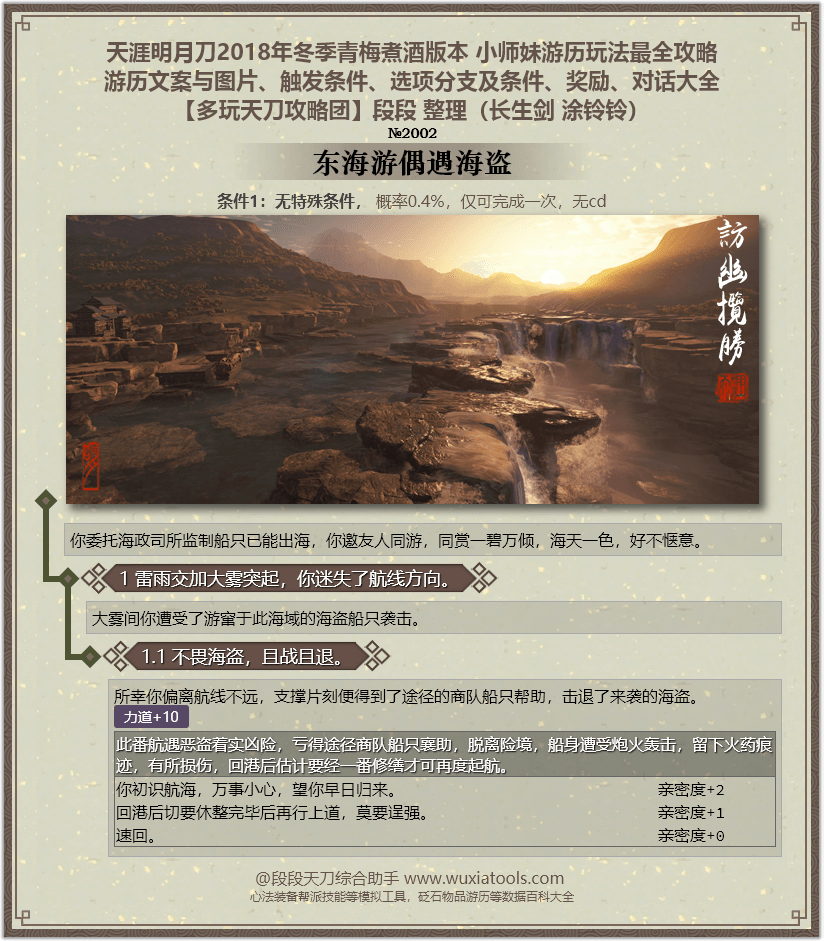 天涯明月刀2018年冬季青梅煮酒版本 小师妹游历玩法最全攻略
游历文案与图片、触发条件、选项分支及条件、奖励、对话大全
【多玩天刀攻略团】段段 整理（长生剑 涂铃铃）
№2002
东海游偶遇海盗
条件1：无特殊条件， 概率0.4%，仅可完成一次，无cd
訪幽攬勝
你委托海政司所监制船只已能出海，你邀友人同游，同赏一碧万倾，海天一色，好不惬意。
1 雷雨交加大雾突起，你迷失了航线方向。
大雾间你遭受了游窜于此海域的海盗船只袭击。
1.1 不畏海盗，且战且退。
所幸你偏离航线不远，支撑片刻便得到了途径的商队船只帮助，击退了来袭的海盗。
力道+10
此番航遇恶盗着实凶险，亏得途径商队船只襄助，脱离险境，船身遭受炮火轰击，留下火药痕
迹，有所损伤，回港后估计要经一番修缮才可再度起航。
你初识航海，万事小心，望你早日归来。 亲密度+2
回港后切要休整完毕后再行上道，莫要逞强。 亲密度+1
速回。 亲密度+0
@段段天刀综合助手 www.wuxiatools.com
心法装备帮派技能等模拟工具，砭石物品游历等数据百科大全